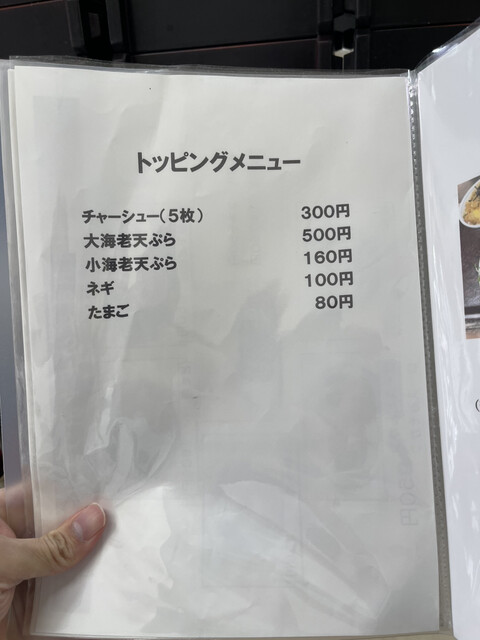 トッピングメニュー
チャーシュー(5枚) 300円
大海老天ぷら 500円
小海老天ぷら 160円
ネギ 100円
たまご 80円